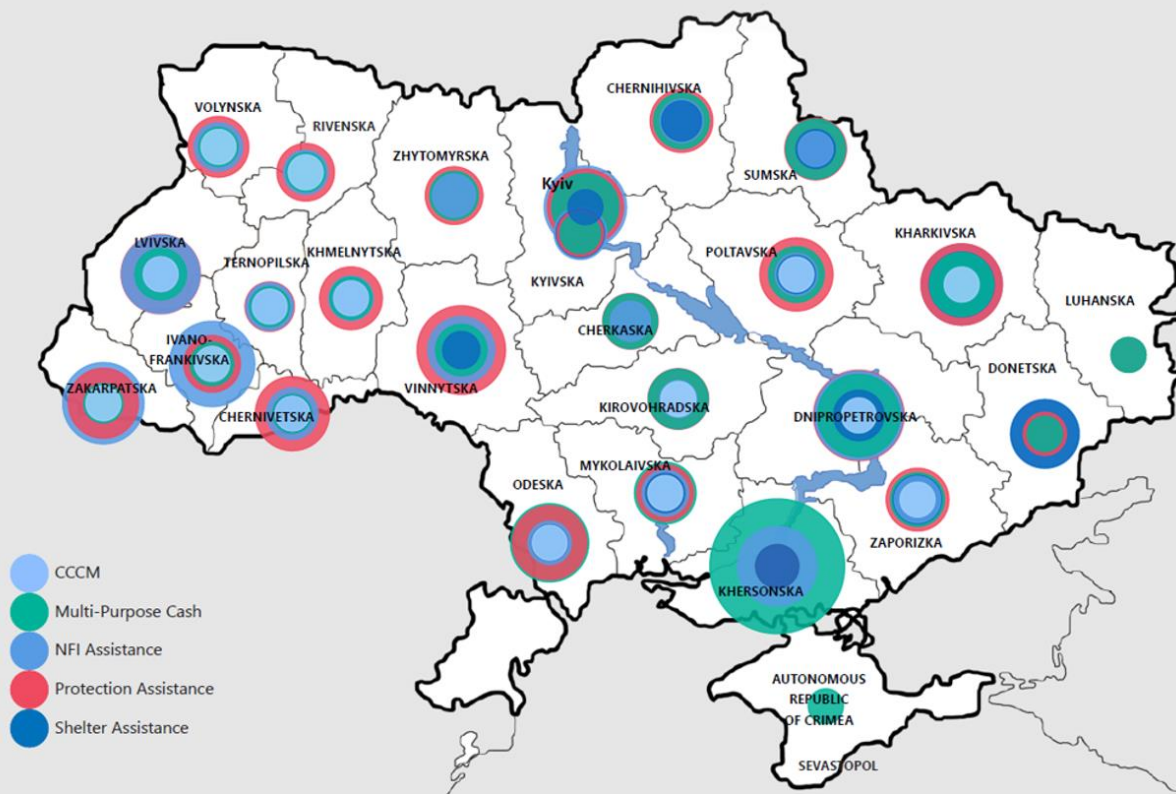 CHERNIHIVSKA
VOLYNSKA
RIVENSKA
ZHYTOMYRSKA
SUMSKA
Kyiv
KHARKIVSKA
LVIVSKA
TERNOPILSKA
KHMELNYTSKA
POLTAVSKA
KYIVSKA
LUHANSKA
CHERKASKA
IVANO-
FRANKIVSKA
DONETSKA
ZAKARPATSKA
VINNYTSKA
CHERNIVETSKA
KIROVOHRADSKA
DNIPROPETROVSKA
MYKOLAIVSKA
ODESKA
ZAPORIZKA
KHERSONSKA
CCCM
Multi-Purpose Cash
NFI Assistance
Protection Assistance
Shelter Assistance
AUTONOMOUS
REPUBLIC
OF CRIMEA
SEVASTOPOL